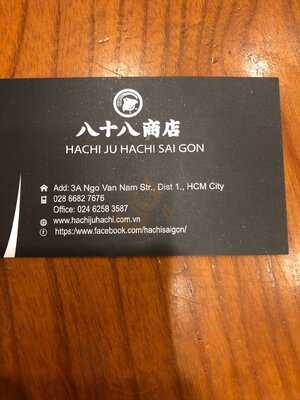 八十八商店
HACHI JU HACHI SAI GON
Add: 3A Ngo Van Nam Str., Dist 1., HCM City
028 6682 7676
Office: 024 6258 3587
www.hachijuhachi.com.vn
https:/www.facebook.com/hachisaigon/